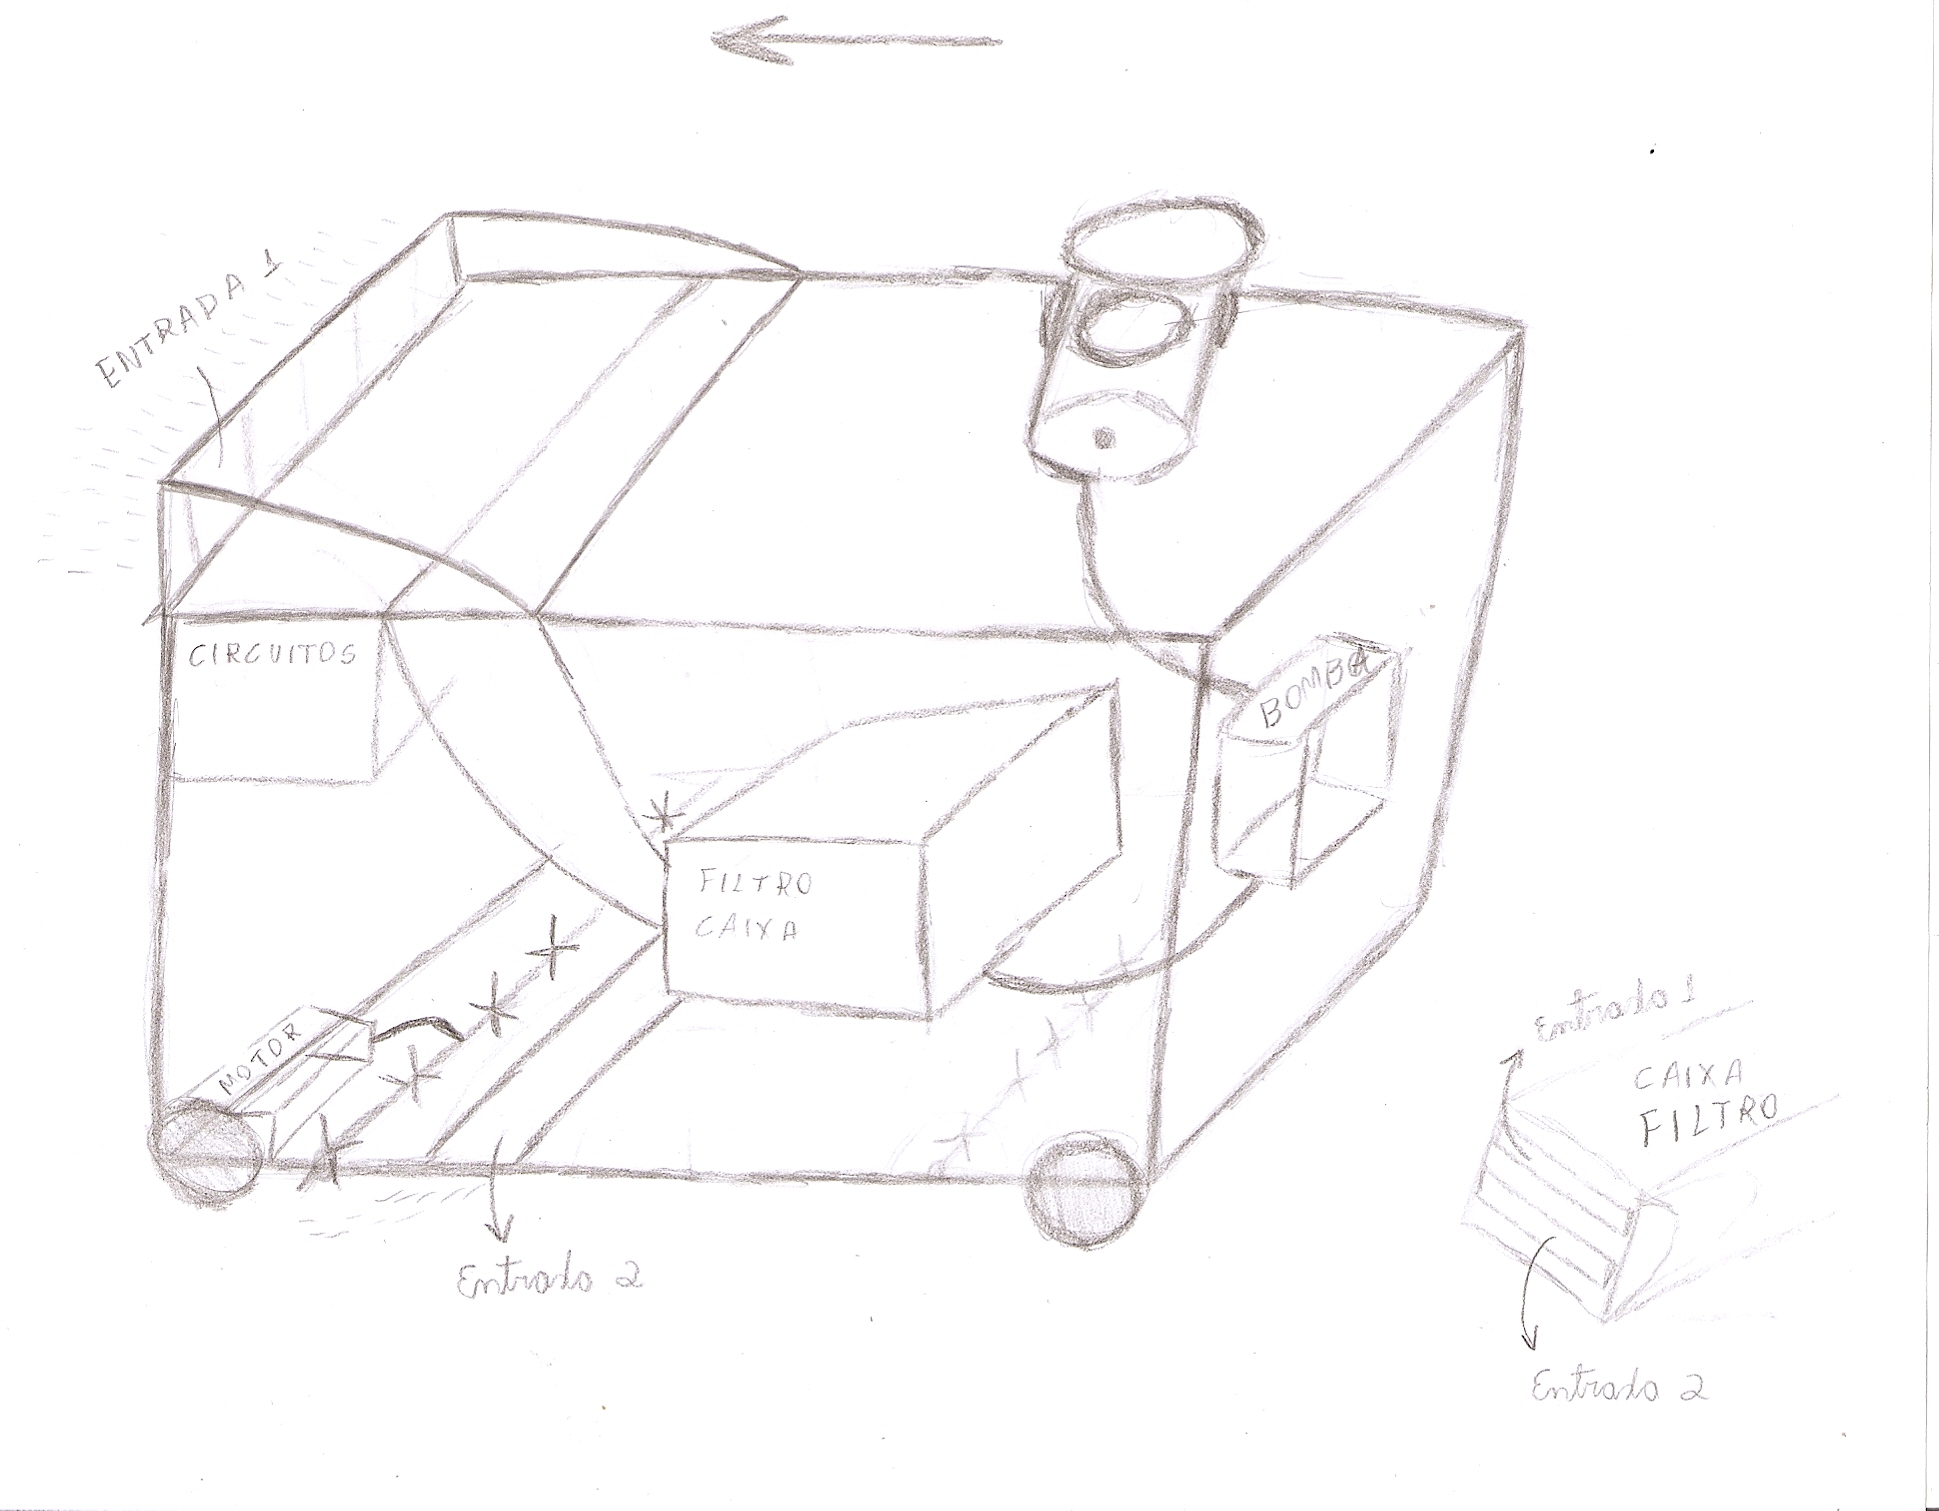 ENTRADA 1
CIRCUITOS
BOMBA
FILTRO
CAIXA
MOTOR
Entrada 2
Entrada 1
CAIXA
FILTRO
Entrada 2